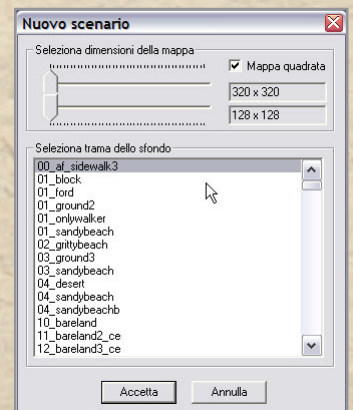 Nuovo scenario
Seleziona dimensioni della mappa
Mappa quadrata
320 x 320
128 x 128
Seleziona trama dello sfondo
00_af_sidewalk3
01_block
01_ford
01_ground2
01_onlywalker
01_sandybeach
02_grittybeach
03_ground3
03_sandybeach
04_desert
04_sandybeach
04_sandybeachb
10_bareland
11_bareland2_ce
12_bareland3_ce
Accetta
Annulla